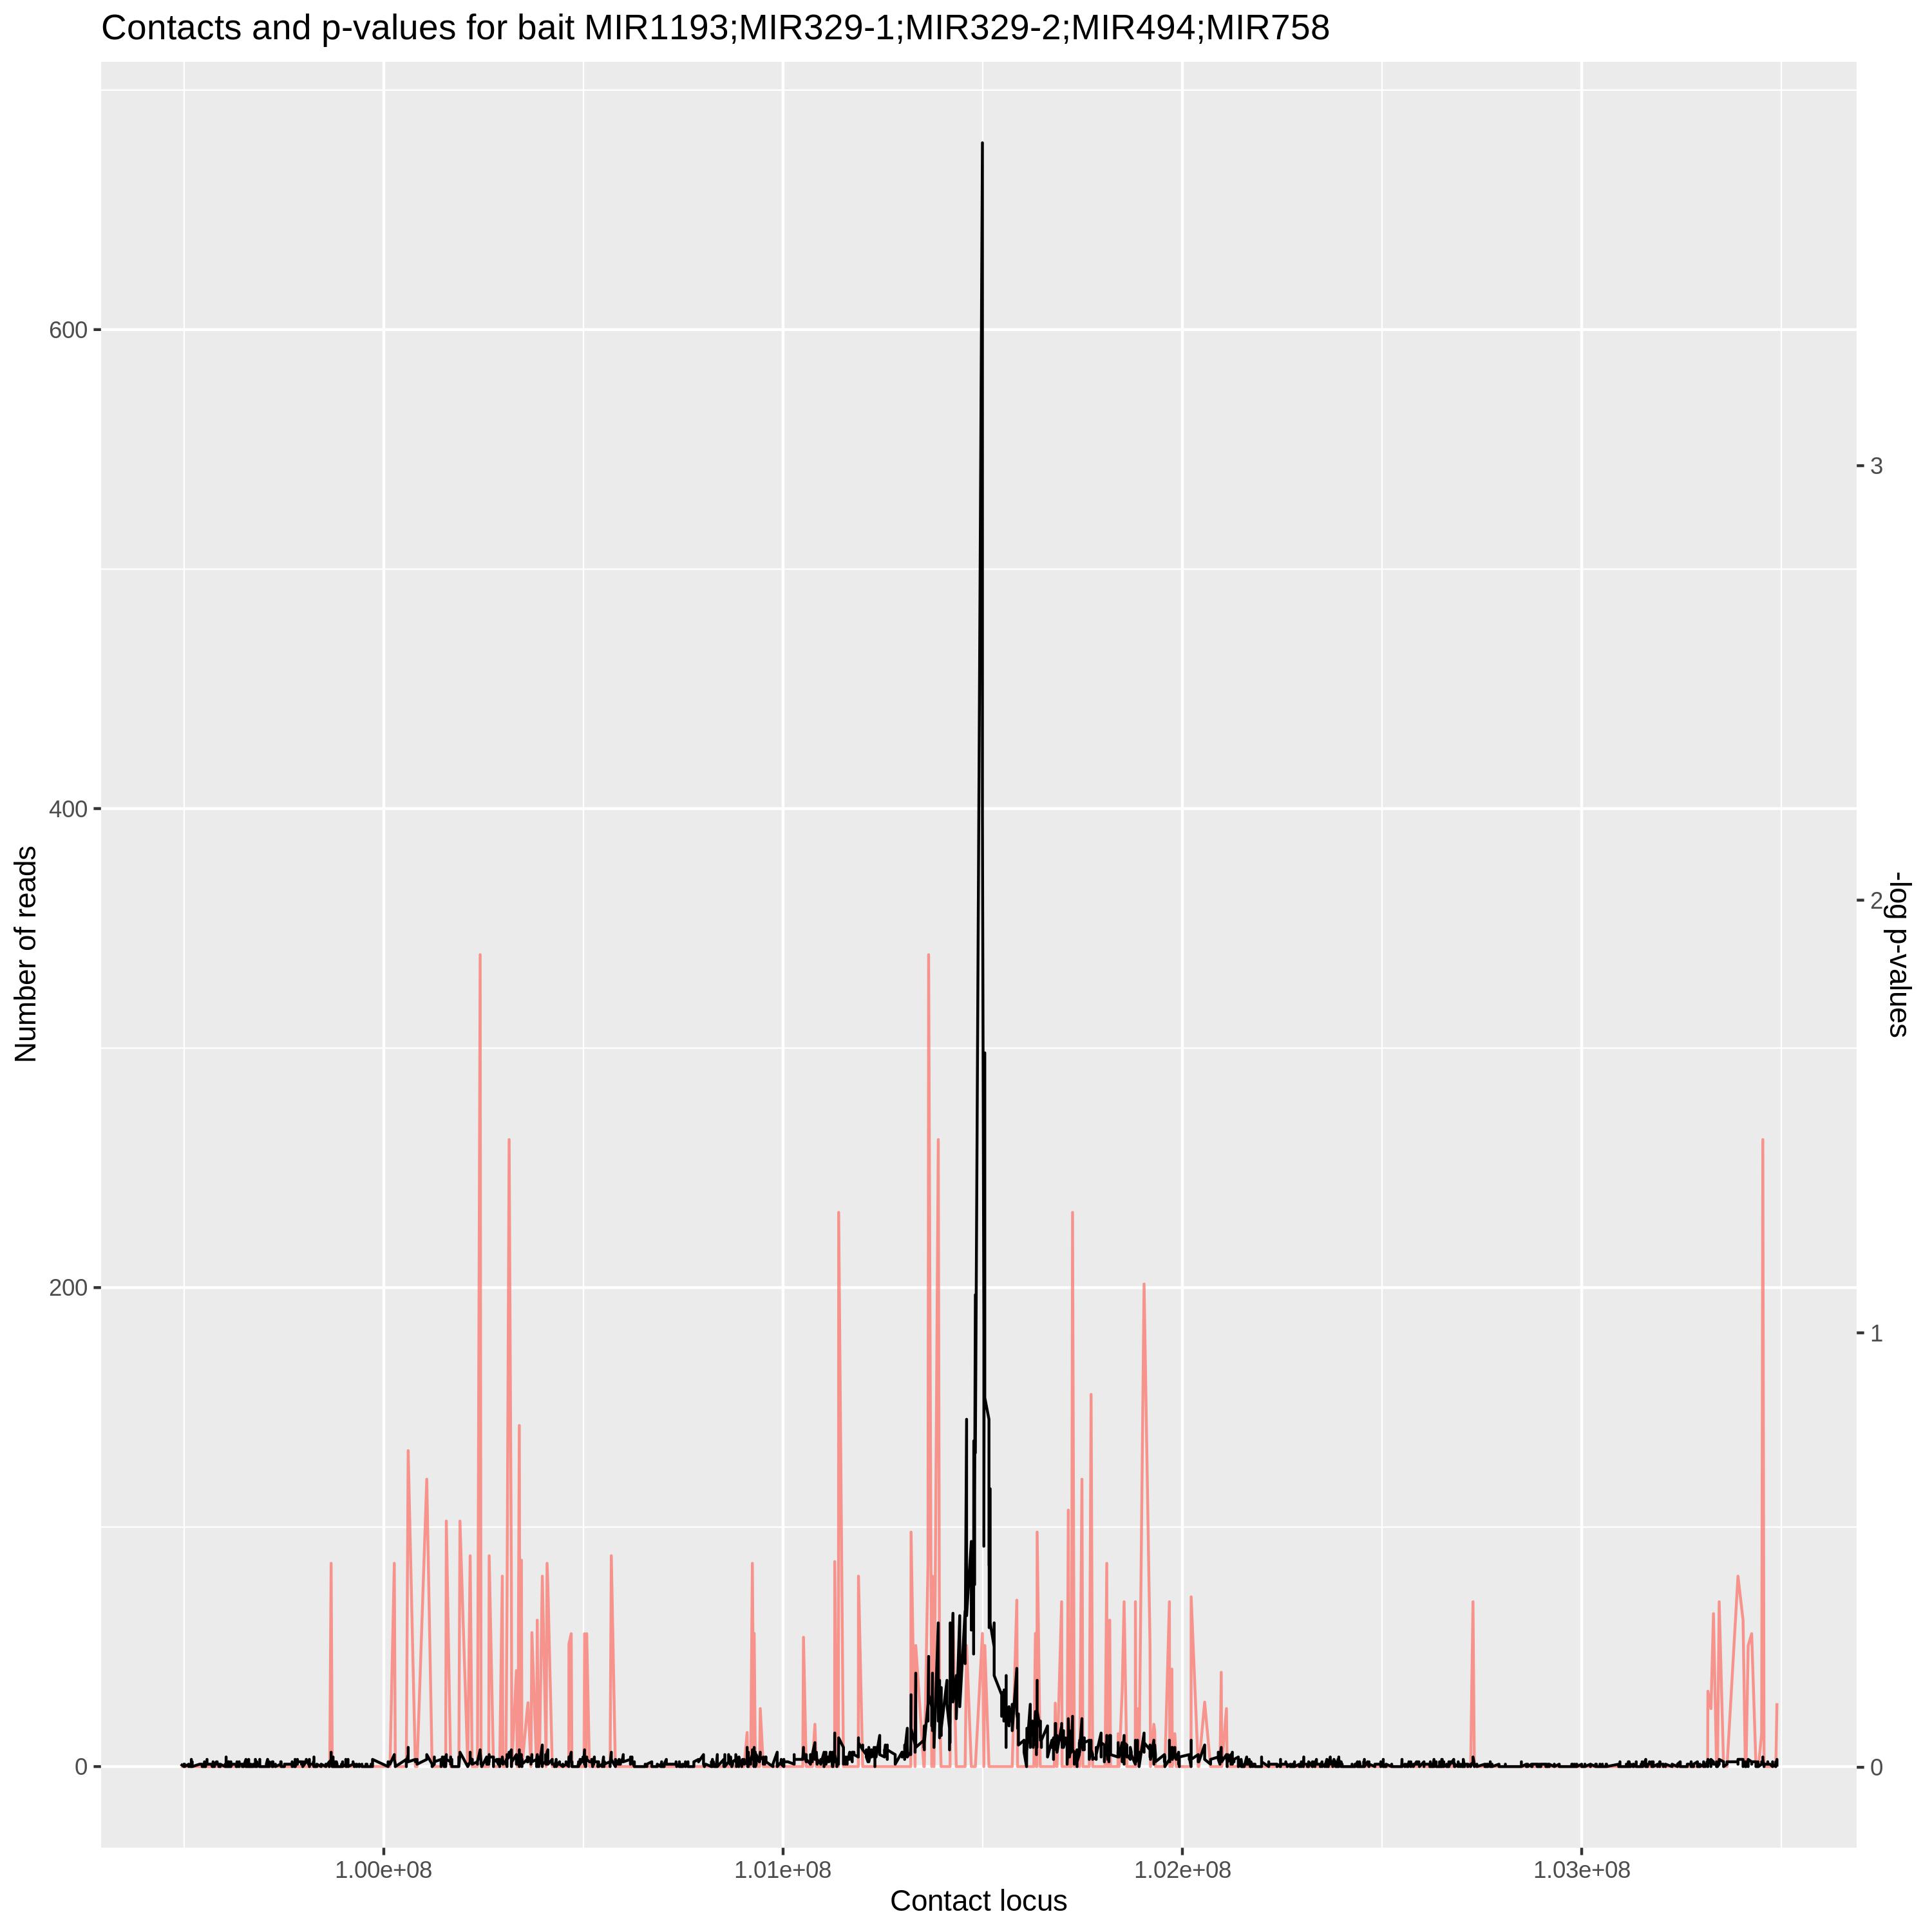 Contacts and p-values for bait MIR1193;MIR329-1;MIR329-2;MIR494;MIR758
600
400
200
0
Number of reads
3
2
1
0
-log p-values
1.00e+08
1.01e+08
1.02e+08
1.03e+08
Contact locus